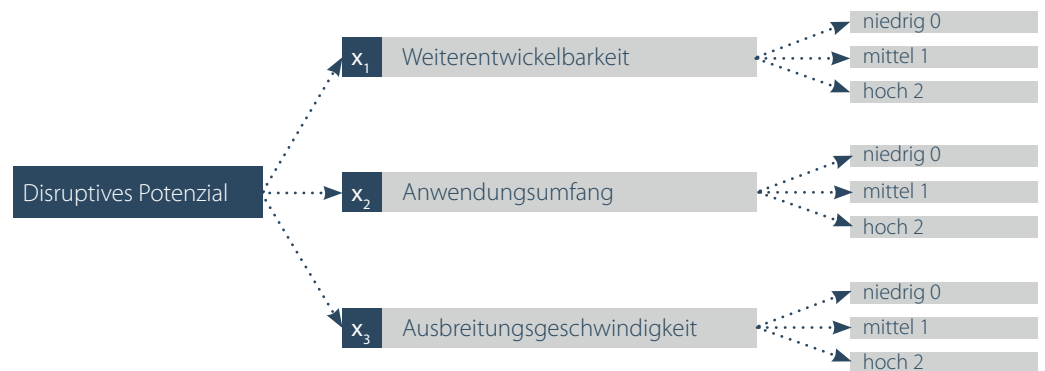 Disruptives Potenzial
x1 Weiterentwickelbarkeit
niedrig 0
mittel 1
hoch 2
x2 Anwendungsumfang
niedrig 0
mittel 1
hoch 2
x3 Ausbreitungsgeschwindigkeit
niedrig 0
mittel 1
hoch 2